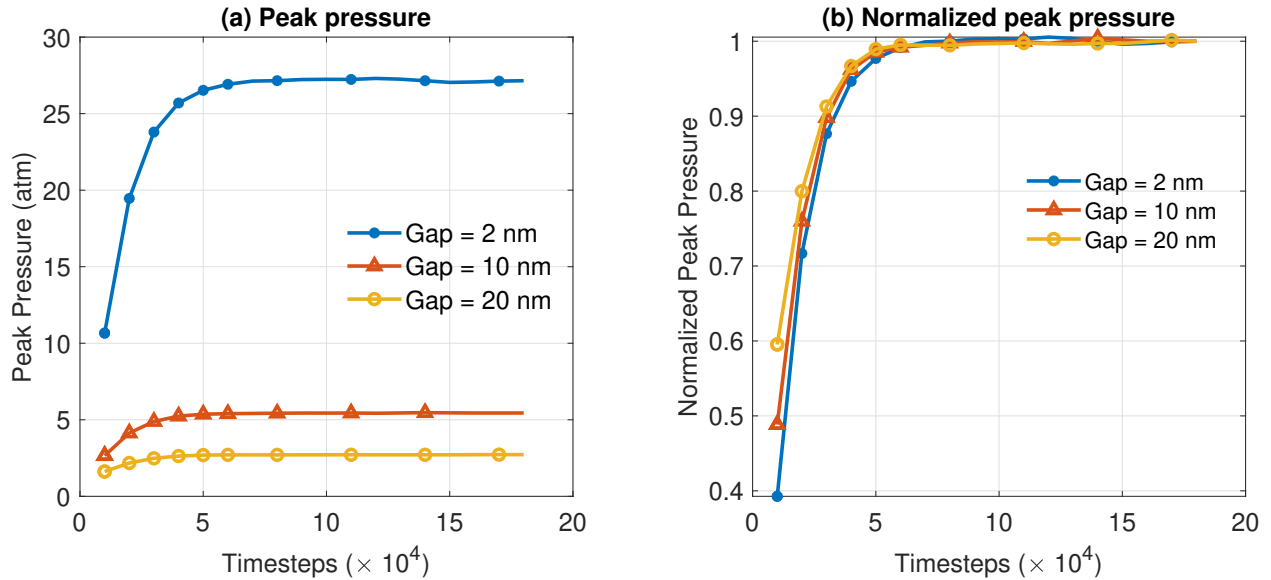 (a) Peak pressure
30
25
20
15
10
5
0
Peak Pressure (atm)
Gap = 2 nm
Gap = 10 nm
Gap = 20 nm
0 5 10 15 20
Timesteps (× 10⁴)
(b) Normalized peak pressure
1
0.9
0.8
0.7
0.6
0.5
0.4
Normalized Peak Pressure
Gap = 2 nm
Gap = 10 nm
Gap = 20 nm
0 5 10 15 20
Timesteps (× 10⁴)